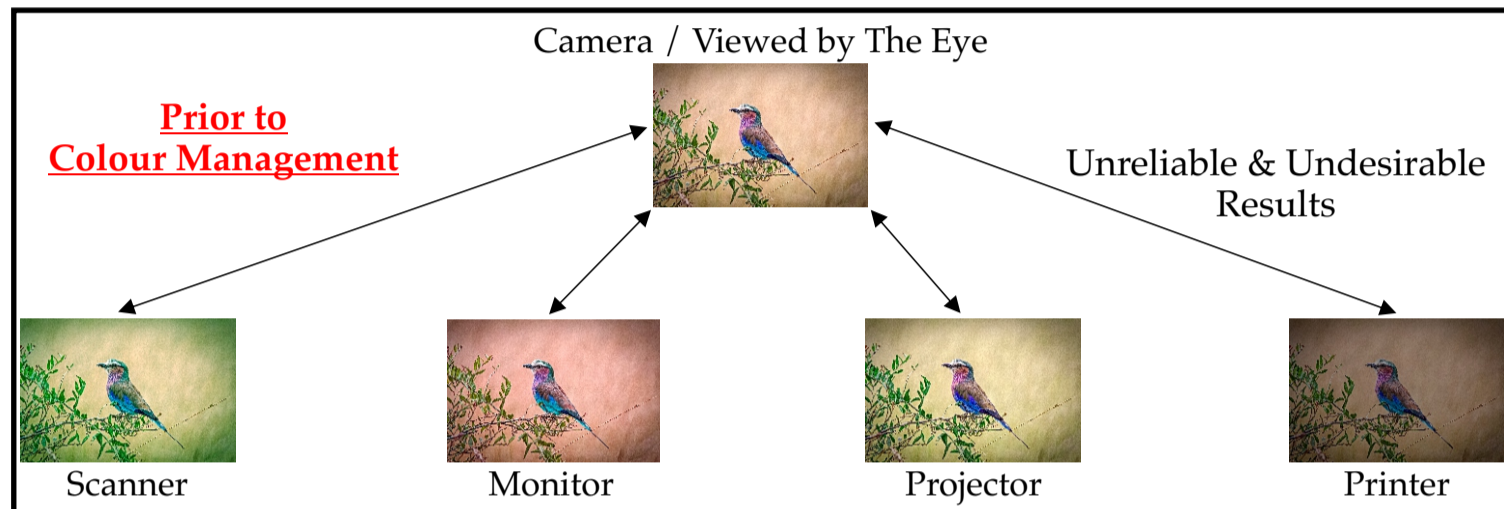 Camera / Viewed by The Eye
Prior to
Colour Management
Unreliable & Undesirable
Results
Scanner
Monitor
Projector
Printer